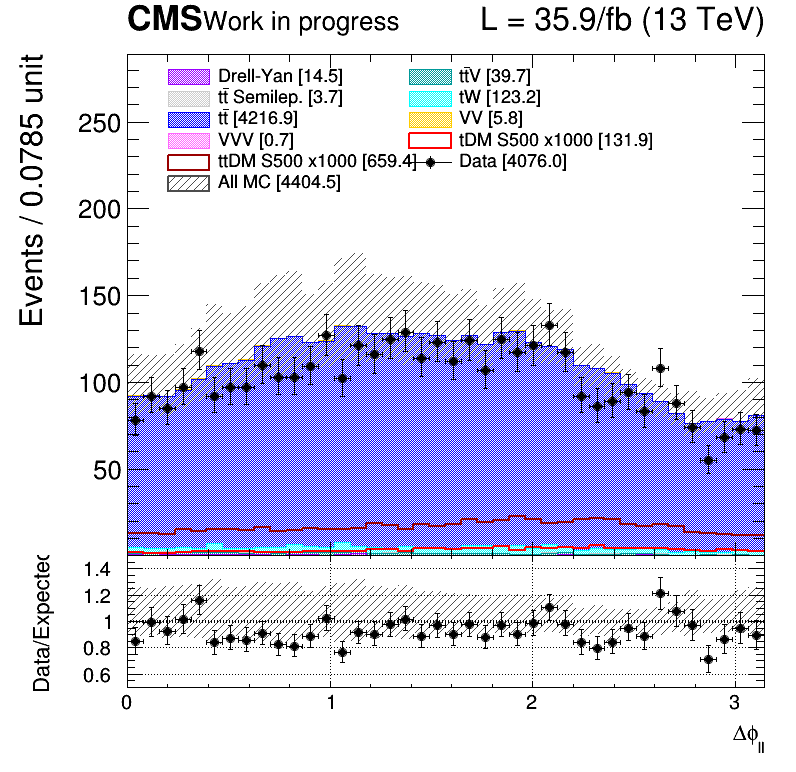 CMS Work in progress L = 35.9/fb (13 TeV)
Events / 0.0785 unit
Drell-Yan [14.5] tt̄V [39.7]
tt̄ Semilep. [3.7] tW [123.2]
tt̄ [4216.9] VV [5.8]
VVV [0.7] tDM S500 x1000 [131.9]
ttDM S500 x1000 [659.4] Data [4076.0]
All MC [4404.5]
250
200
150
100
50
Data/Expected
1.4
1.2
1
0.8
0.6
0 1 2 3
Δϕ_ll